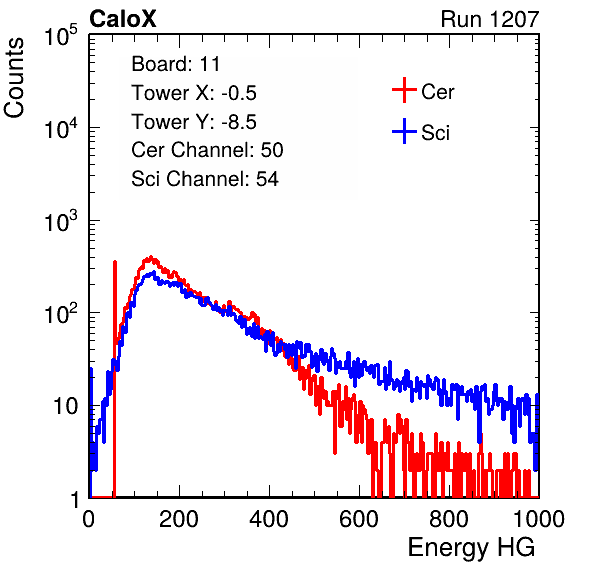 CaloX Run 1207
Counts
Board: 11
Tower X: -0.5
Tower Y: -8.5
Cer Channel: 50
Sci Channel: 54
Cer
Sci
10^5
10^4
10^3
10^2
10
1
0 200 400 600 800 1000
Energy HG